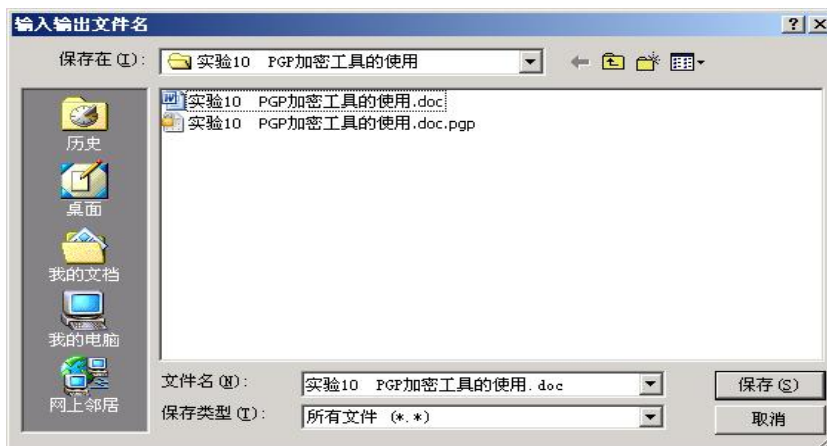 输入输出文件名
保存在(I):
实验10 PGP加密工具的使用
实验10 PGP加密工具的使用.doc
实验10 PGP加密工具的使用.doc.pgp
历史
桌面
我的文档
我的电脑
网上邻居
文件名(N):
实验10 PGP加密工具的使用.doc
保存(S)
保存类型(T):
所有文件 (*.*)
取消